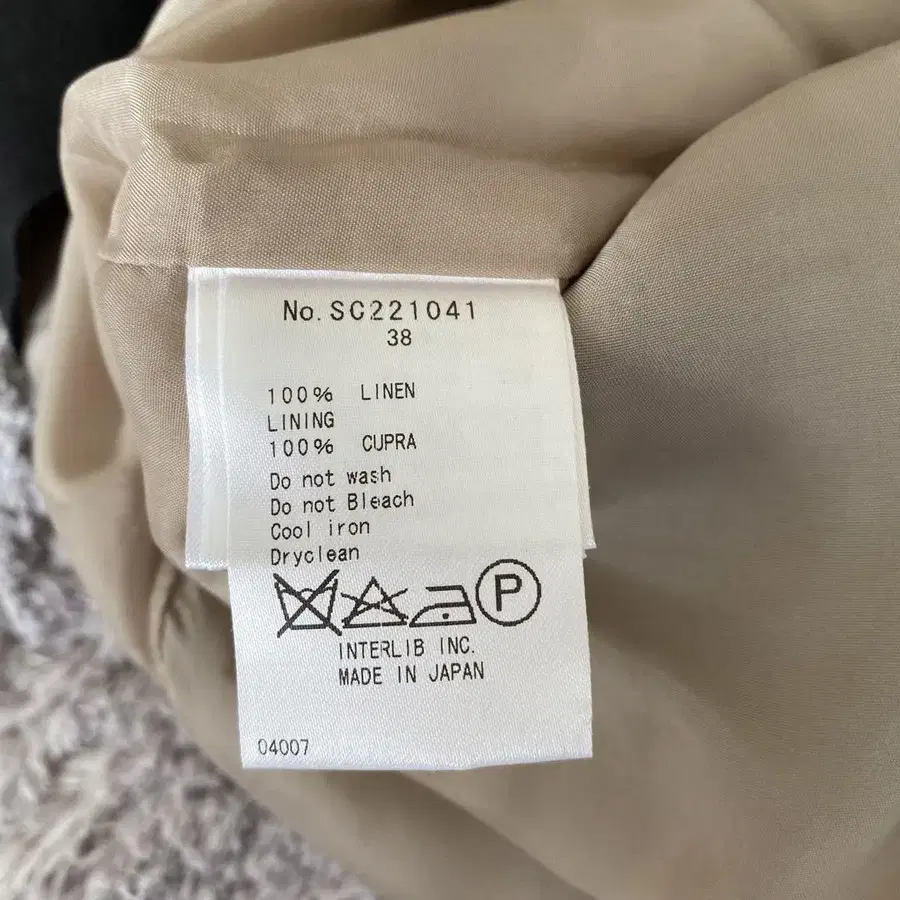 No. SC221041
38
100% LINEN
LINING
100% CUPRA
Do not wash
Do not Bleach
Cool iron
Dryclean
P
INTERLIB INC.
MADE IN JAPAN
04007